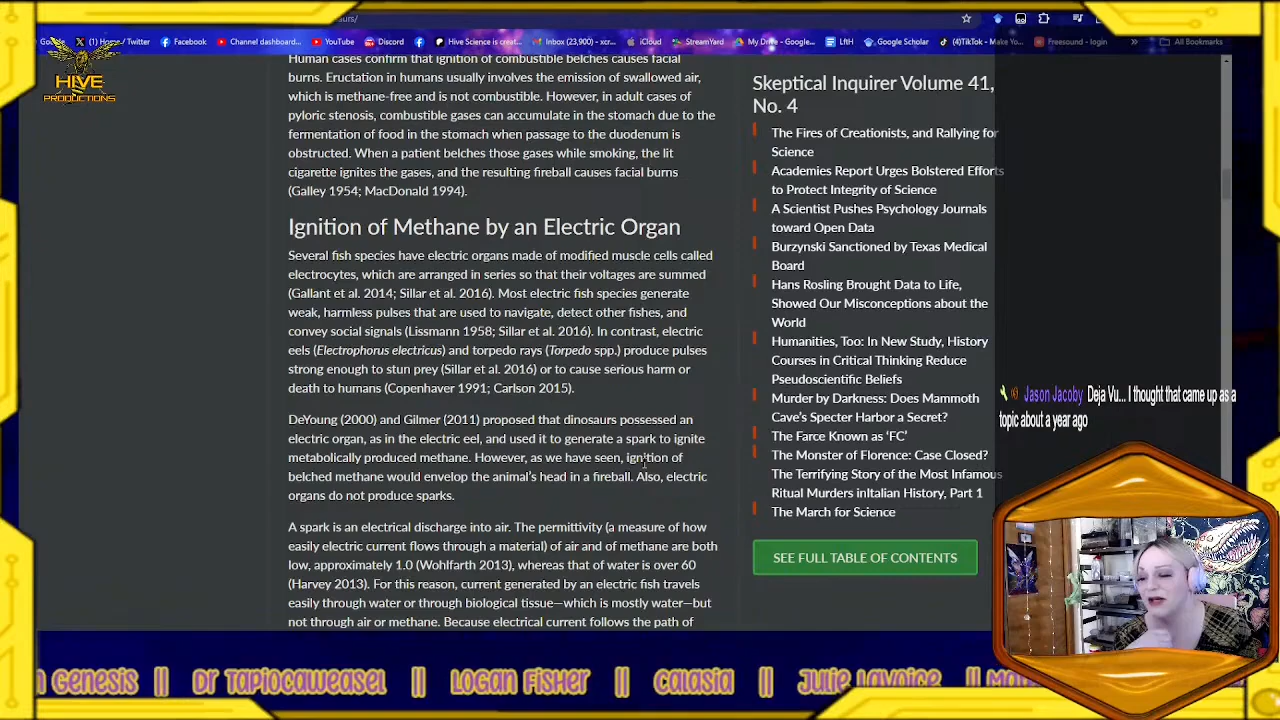 aurs/
(1) Home / Twitter
Facebook
Channel dashboard...
YouTube
Discord
Hive Science is creat...
Inbox (23,900) - xcr...
iCloud
StreamYard
My Drive - Google...
LftH
Google Scholar
(4)TikTok - Make Yo...
Freesound - login
»
All Bookmarks
HIVE
PRODUCTIONS
Human cases confirm that ignition of combustible belches causes facial
burns. Eructation in humans usually involves the emission of swallowed air,
which is methane-free and is not combustible. However, in adult cases of
pyloric stenosis, combustible gases can accumulate in the stomach due to the
fermentation of food in the stomach when passage to the duodenum is
obstructed. When a patient belches those gases while smoking, the lit
cigarette ignites the gases, and the resulting fireball causes facial burns
(Galley 1954; MacDonald 1994).
Ignition of Methane by an Electric Organ
Several fish species have electric organs made of modified muscle cells called
electrocytes, which are arranged in series so that their voltages are summed
(Gallant et al. 2014; Sillar et al. 2016). Most electric fish species generate
weak, harmless pulses that are used to navigate, detect other fishes, and
convey social signals (Lissmann 1958; Sillar et al. 2016). In contrast, electric
eels (Electrophorus electricus) and torpedo rays (Torpedo spp.) produce pulses
strong enough to stun prey (Sillar et al. 2016) or to cause serious harm or
death to humans (Copenhaver 1991; Carlson 2015).
DeYoung (2000) and Gilmer (2011) proposed that dinosaurs possessed an
electric organ, as in the electric eel, and used it to generate a spark to ignite
metabolically produced methane. However, as we have seen, ignition of
belched methane would envelop the animal's head in a fireball. Also, electric
organs do not produce sparks.
A spark is an electrical discharge into air. The permittivity (a measure of how
easily electric current flows through a material) of air and of methane are both
low, approximately 1.0 (Wohlfarth 2013), whereas that of water is over 60
(Harvey 2013). For this reason, current generated by an electric fish travels
easily through water or through biological tissue—which is mostly water—but
not through air or methane. Because electrical current follows the path of
Skeptical Inquirer Volume 41,
No. 4
The Fires of Creationists, and Rallying for
Science
Academies Report Urges Bolstered Efforts
to Protect Integrity of Science
A Scientist Pushes Psychology Journals
toward Open Data
Burzynski Sanctioned by Texas Medical
Board
Hans Rosling Brought Data to Life,
Showed Our Misconceptions about the
World
Humanities, Too: In New Study, History
Courses in Critical Thinking Reduce
Pseudoscientific Beliefs
Murder by Darkness: Does Mammoth
Cave's Specter Harbor a Secret?
The Farce Known as 'FC'
The Monster of Florence: Case Closed?
The Terrifying Story of the Most Infamous
Ritual Murders inItalian History, Part 1
The March for Science
SEE FULL TABLE OF CONTENTS
Jason Jacoby Deja Vu... I thought that came up as a
topic about a year ago
n Genesis || Dr Tapiocaweasel || Logan Fisher || Calasia || Julie Lavoice ||